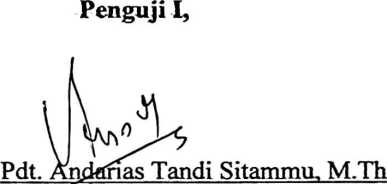 Penguji I,
Pdt. Andarias Tandi Sitammu, M.Th